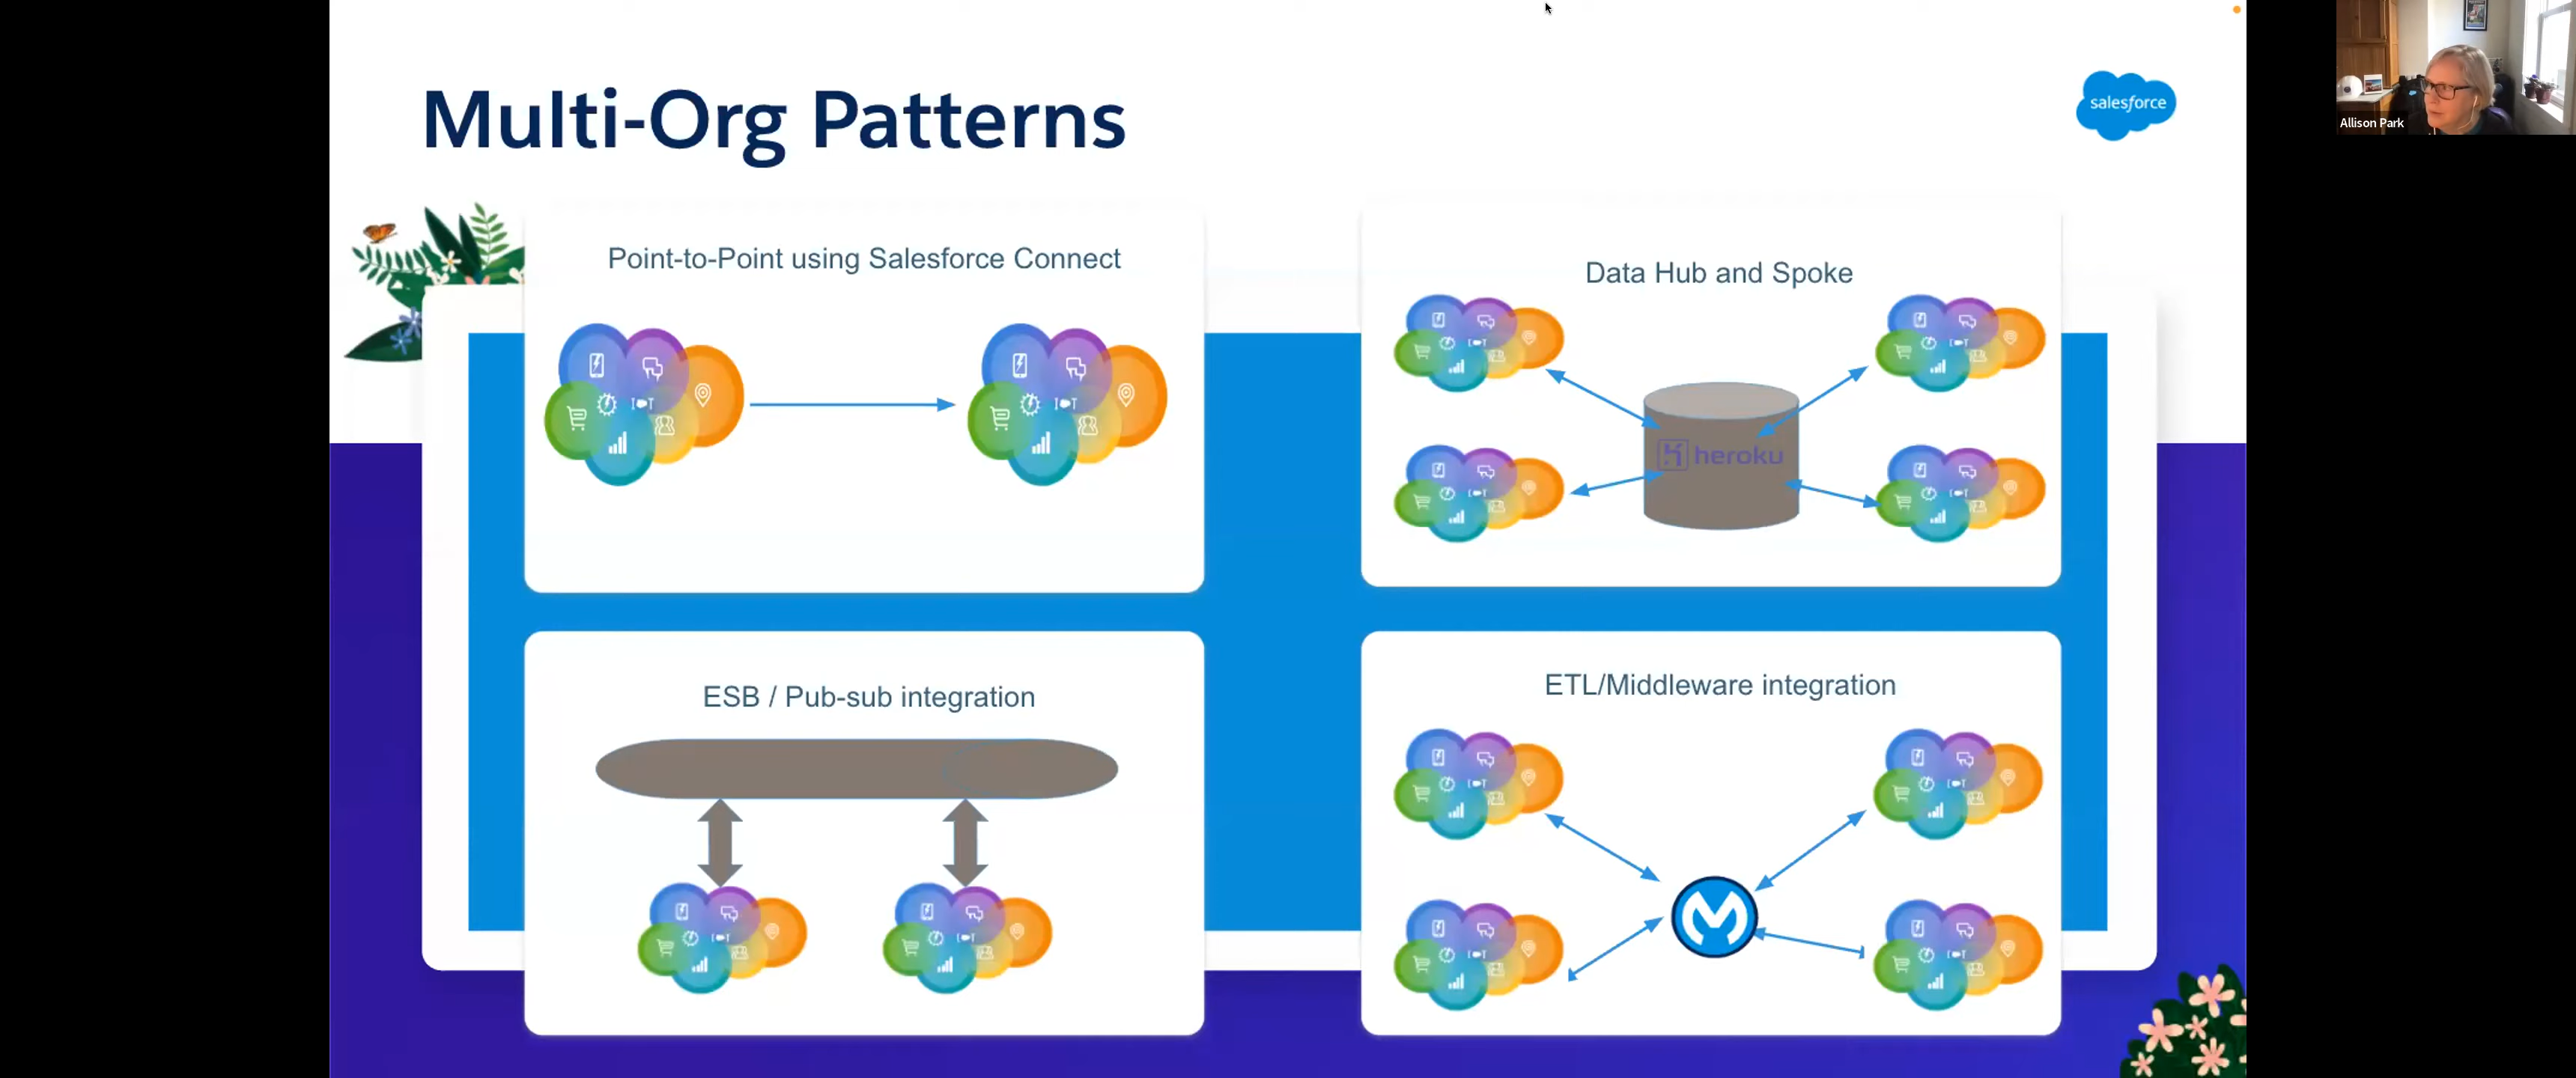 Multi-Org Patterns
salesforce
Allison Park
Point-to-Point using Salesforce Connect
Data Hub and Spoke
heroku
ESB / Pub-sub integration
ETL/Middleware integration